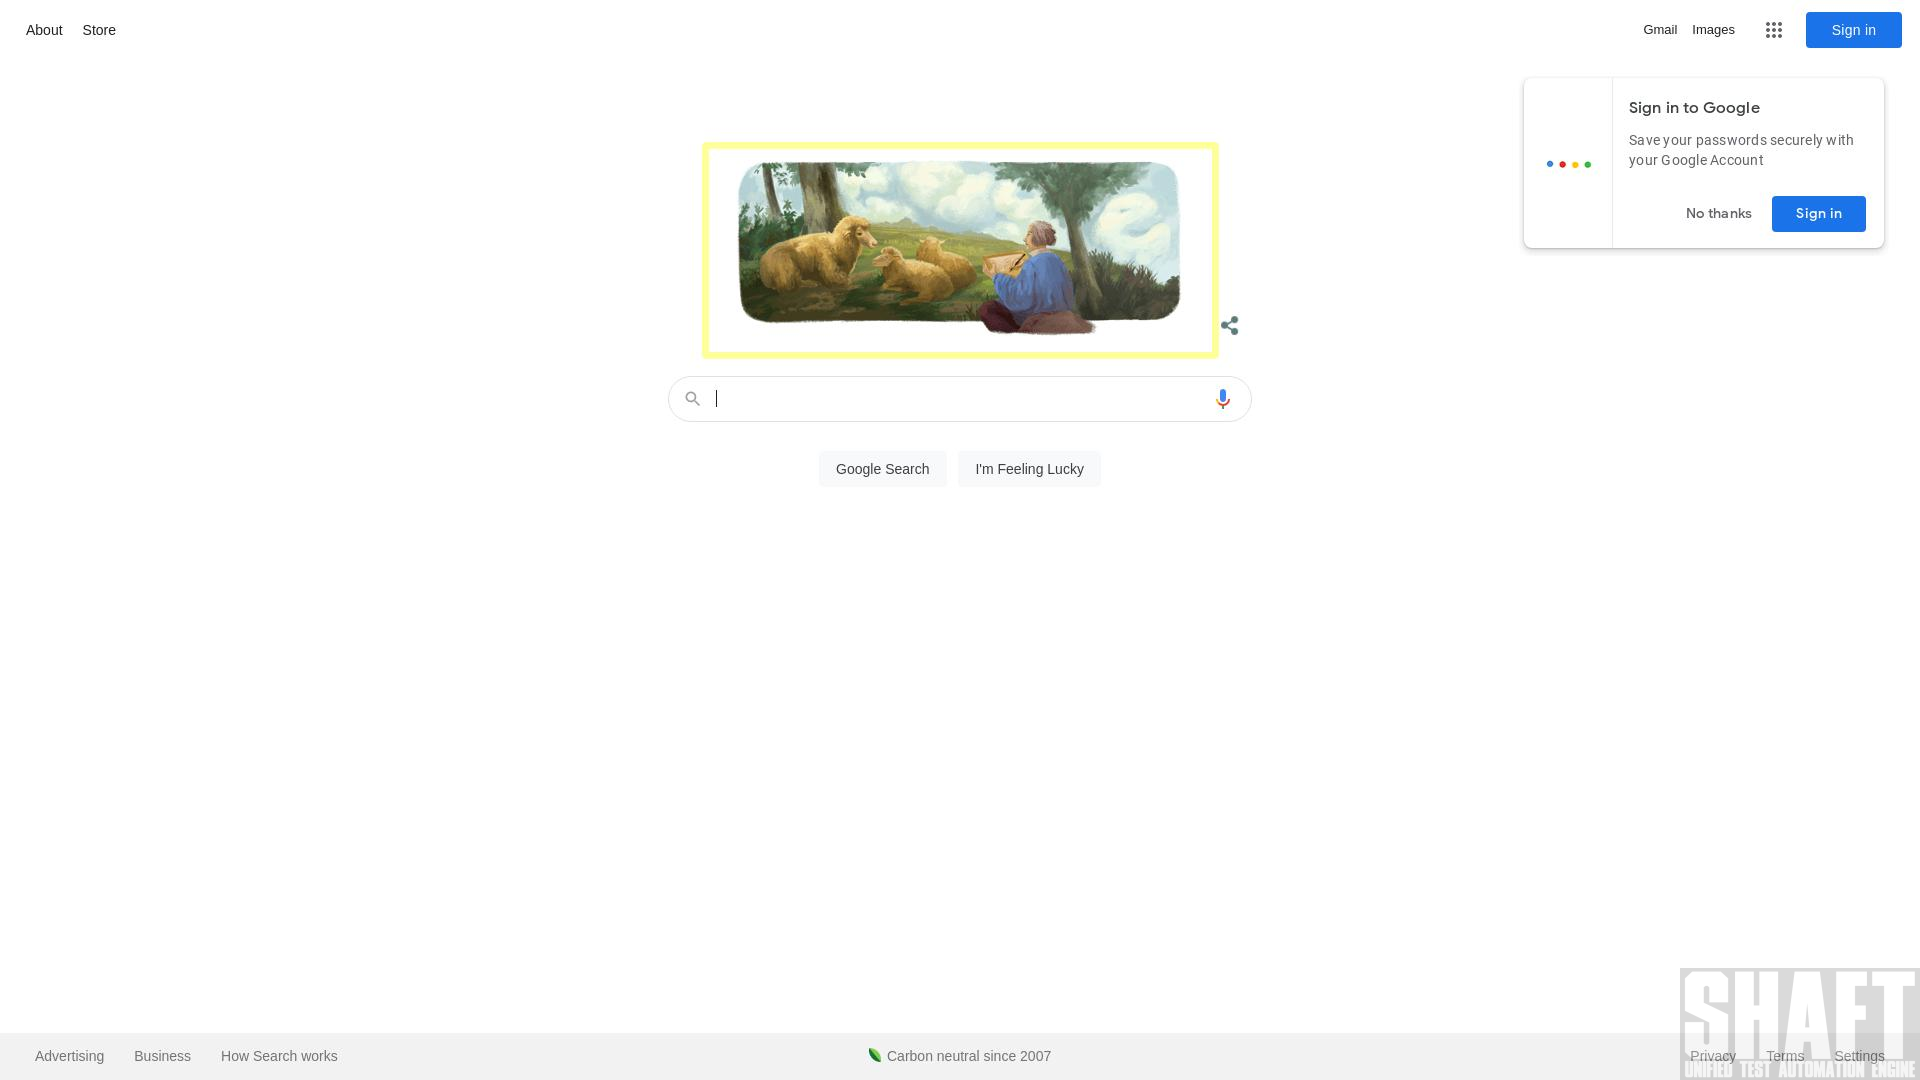 About Store
Gmail Images Sign in
Sign in to Google
Save your passwords securely with
your Google Account
No thanks Sign in
Google Search I'm Feeling Lucky
Advertising Business How Search works
Carbon neutral since 2007
Privacy Terms Settings
SHAFT
UNIFIED TEST AUTOMATION ENGINE